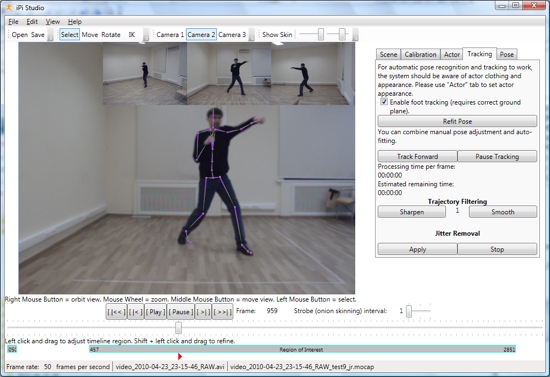 iPi Studio
File Edit View Help
Open Save Select Move Rotate IK Camera 1 Camera 2 Camera 3 Show Skin
Scene Calibration Actor Tracking Pose
For automatic pose recognition and tracking to work,
the system should be aware of actor clothing and
appearance. Please use "Actor" tab to set actor
appearance.
Enable foot tracking (requires correct ground
plane).
Refit Pose
You can combine manual pose adjustment and auto-
fitting.
Track Forward Pause Tracking
Processing time per frame:
00:00:00
Estimated remaining time:
00:00:00
Trajectory Filtering
Sharpen 1 Smooth
Jitter Removal
Apply Stop
Right Mouse Button = orbit view. Mouse Wheel = zoom. Middle Mouse Button = move view. Left Mouse Button = select.
[ |<< ] [ |< ] [ Play ] [ Pause ] [ >| ] [ >>| ] Frame: 959 Strobe (onion skinning) interval: 1
Left click and drag to adjust timeline region. Shift + left click and drag to refine.
457 Region of Interest 2851
Frame rate: 50 frames per second video_2010-04-23_23-15-46_RAW.avi video_2010-04-23_23-15-46_RAW_test9_jr.mocap